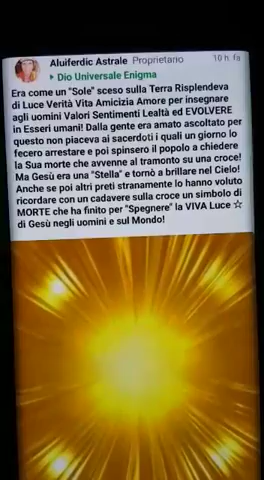 Aluiferdic Astrale Proprietario 10 h. fa
Dio Universale Enigma
Era come un "Sole" sceso sulla Terra Risplendeva
di Luce Verità Vita Amicizia Amore per insegnare
agli uomini Valori Sentimenti Lealtà ed EVOLVERE
in Esseri umani! Dalla gente era amato ascoltato per
questo non piaceva ai sacerdoti i quali un giorno lo
fecero arrestare e poi spinsero il popolo a chiedere
la Sua morte che avvenne al tramonto su una croce!
Ma Gesù era una "Stella" e tornò a brillare nel Cielo!
Anche se poi altri preti stranamente lo hanno voluto
ricordare con un cadavere sulla croce un simbolo di
MORTE che ha finito per "Spegnere" la VIVA Luce ☆
di Gesù negli uomini e sul Mondo!